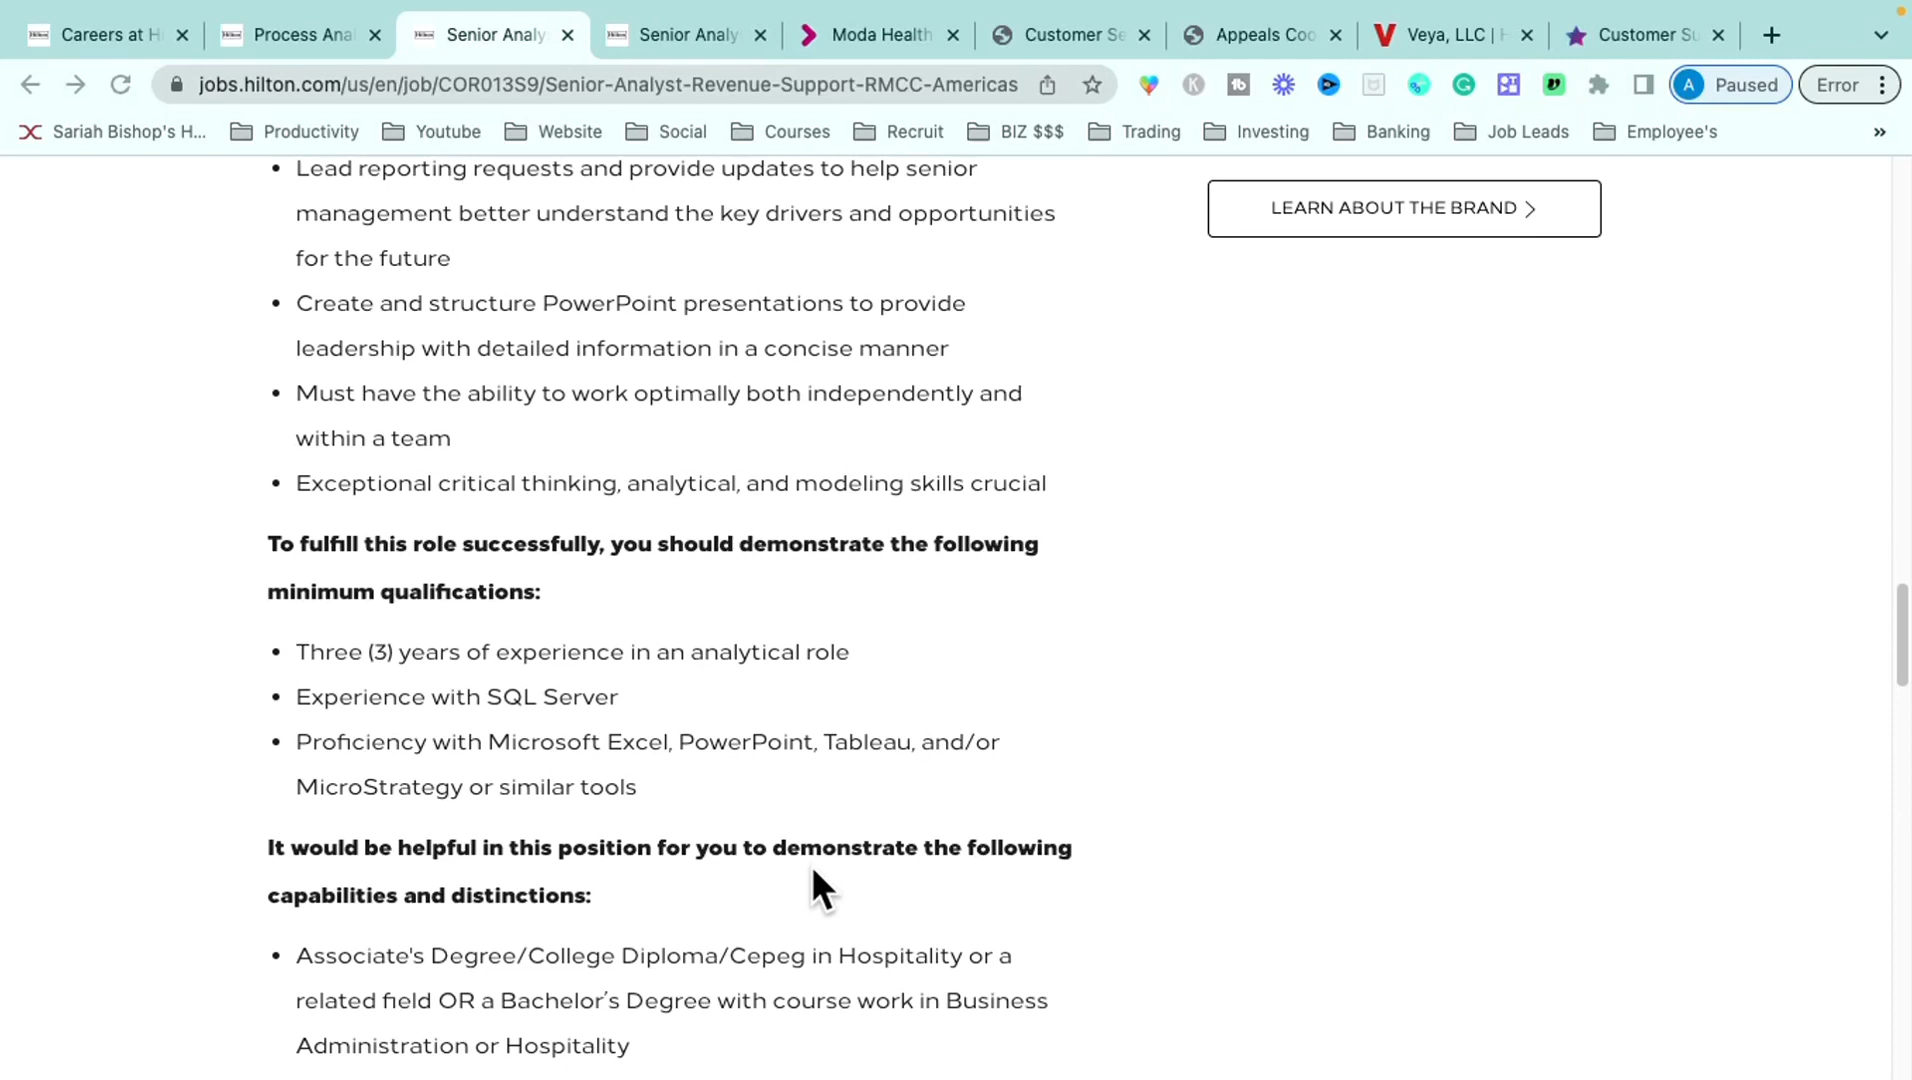 Careers at Hi
Process Anal
Senior Analy
Senior Analy
Moda Health
Customer Se
Appeals Coo
Veya, LLC | H
Customer Su
jobs.hilton.com/us/en/job/COR013S9/Senior-Analyst-Revenue-Support-RMCC-Americas
K
tb
G
A Paused
Error
Sariah Bishop's H...
Productivity
Youtube
Website
Social
Courses
Recruit
BIZ $$$
Trading
Investing
Banking
Job Leads
Employee's
»
• Lead reporting requests and provide updates to help senior
management better understand the key drivers and opportunities
for the future
• Create and structure PowerPoint presentations to provide
leadership with detailed information in a concise manner
• Must have the ability to work optimally both independently and
within a team
• Exceptional critical thinking, analytical, and modeling skills crucial
To fulfill this role successfully, you should demonstrate the following
minimum qualifications:
• Three (3) years of experience in an analytical role
• Experience with SQL Server
• Proficiency with Microsoft Excel, PowerPoint, Tableau, and/or
MicroStrategy or similar tools
It would be helpful in this position for you to demonstrate the following
capabilities and distinctions:
• Associate's Degree/College Diploma/Cepeg in Hospitality or a
related field OR a Bachelor's Degree with course work in Business
Administration or Hospitality
LEARN ABOUT THE BRAND